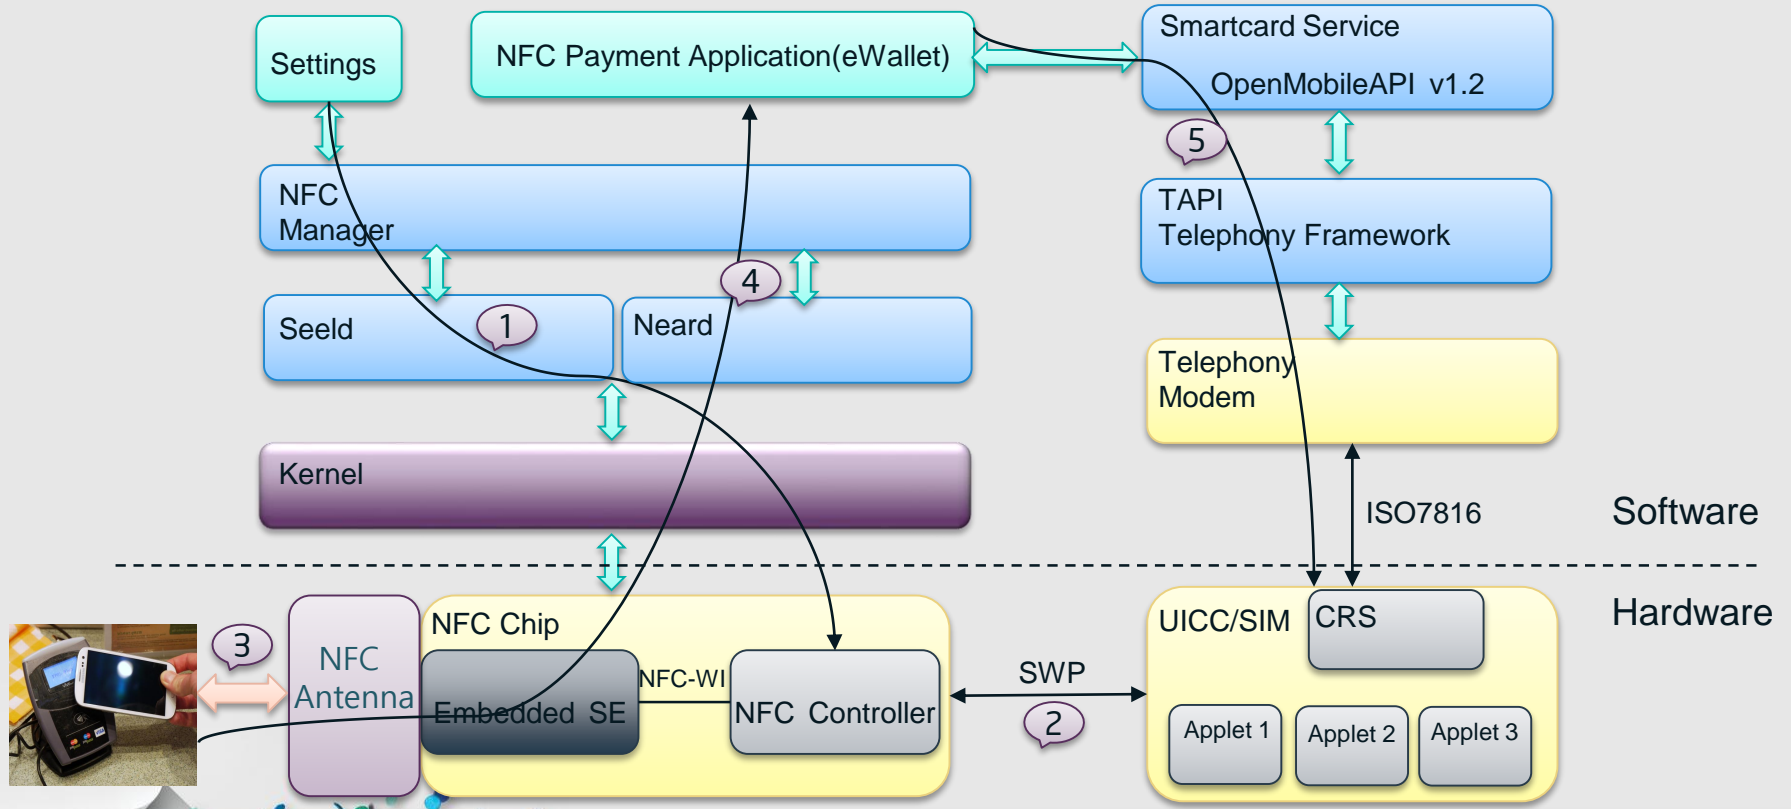 Settings
NFC Payment Application(eWallet)
Smartcard Service
OpenMobileAPI v1.2
5
NFC
Manager
TAPI
Telephony Framework
4
1
Seeld
Neard
Telephony
Modem
Kernel
ISO7816
Software
Hardware
3
NFC
Antenna
NFC Chip
Embedded SE
NFC-WI
NFC Controller
SWP
2
UICC/SIM
CRS
Applet 1
Applet 2
Applet 3